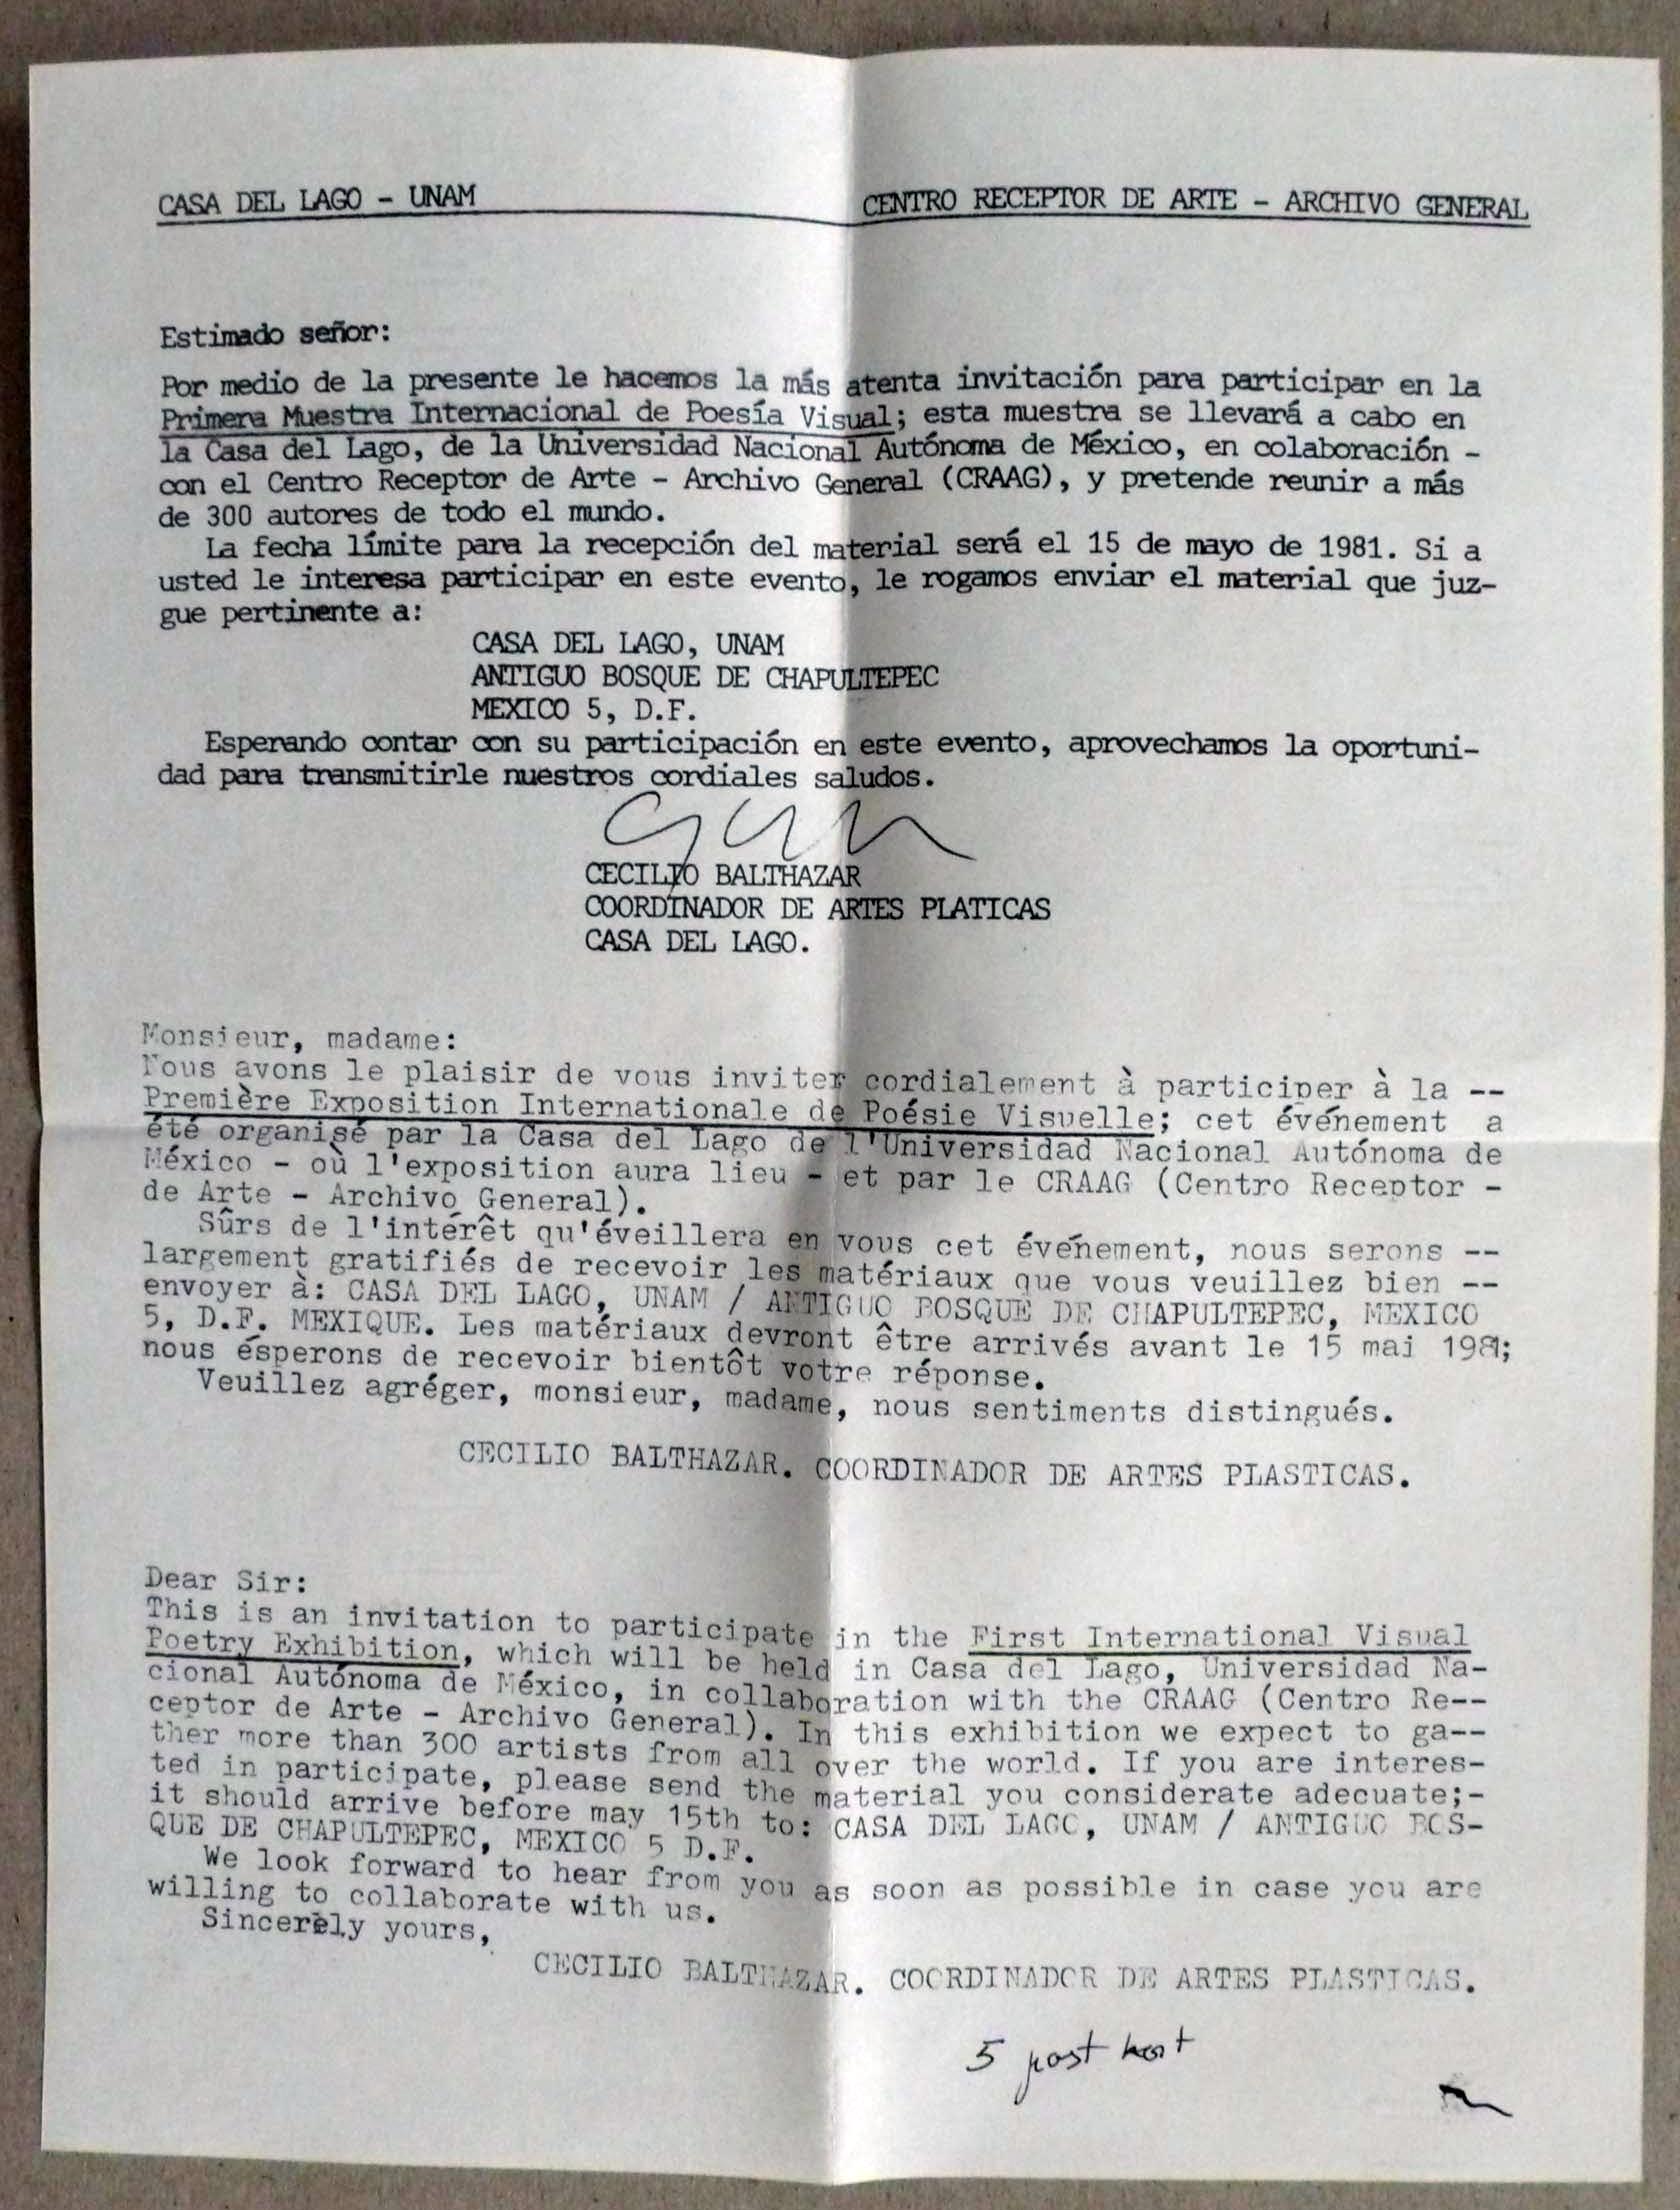 CASA DEL LAGO - UNAM CENTRO RECEPTOR DE ARTE - ARCHIVO GENERAL
Estimado señor:
Por medio de la presente le hacemos la más atenta invitación para participar en la
Primera Muestra Internacional de Poesía Visual; esta muestra se llevará a cabo en
la Casa del Lago, de la Universidad Nacional Autónoma de México, en colaboración -
con el Centro Receptor de Arte - Archivo General (CRAAG), y pretende reunir a más
de 300 autores de todo el mundo.
La fecha límite para la recepción del material será el 15 de mayo de 1981. Si a
usted le interesa participar en este evento, le rogamos enviar el material que juz-
gue pertinente a:
CASA DEL LAGO, UNAM
ANTIGUO BOSQUE DE CHAPULTEPEC
MEXICO 5, D.F.
Esperando contar con su participación en este evento, aprovechamos la oportuni-
dad para transmitirle nuestros cordiales saludos.
CECILIO BALTHAZAR
COORDINADOR DE ARTES PLATICAS
CASA DEL LAGO.
Monsieur, madame:
Nous avons le plaisir de vous inviter cordialement à participer à la --
Première Exposition Internationale de Poésie Visuelle; cet événement a
été organisé par la Casa del Lago de l'Universidad Nacional Autónoma de
México - où l'exposition aura lieu - et par le CRAAG (Centro Receptor -
de Arte - Archivo General).
Sûrs de l'intérêt qu'éveillera en vous cet événement, nous serons --
largement gratifiés de recevoir les matériaux que vous veuillez bien --
envoyer à: CASA DEL LAGO, UNAM / ANTIGUO BOSQUE DE CHAPULTEPEC, MEXICO
5, D.F. MEXIQUE. Les matériaux devront être arrivés avant le 15 mai 1981;
nous ésperons de recevoir bientôt votre réponse.
Veuillez agréger, monsieur, madame, nous sentiments distingués.
CECILIO BALTHAZAR. COORDINADOR DE ARTES PLASTICAS.
Dear Sir:
This is an invitation to participate in the First International Visual
Poetry Exhibition, which will be held in Casa del Lago, Universidad Na-
cional Autónoma de México, in collaboration with the CRAAG (Centro Re--
ceptor de Arte - Archivo General). In this exhibition we expect to ga--
ther more than 300 artists from all over the world. If you are interes-
ted in participate, please send the material you considerate adecuate;-
it should arrive before may 15th to: CASA DEL LAGO, UNAM / ANTIGUO BOS-
QUE DE CHAPULTEPEC, MEXICO 5 D.F.
We look forward to hear from you as soon as possible in case you are
willing to collaborate with us.
Sincerely yours,
CECILIO BALTHAZAR. COORDINADOR DE ARTES PLASTICAS.
5 post